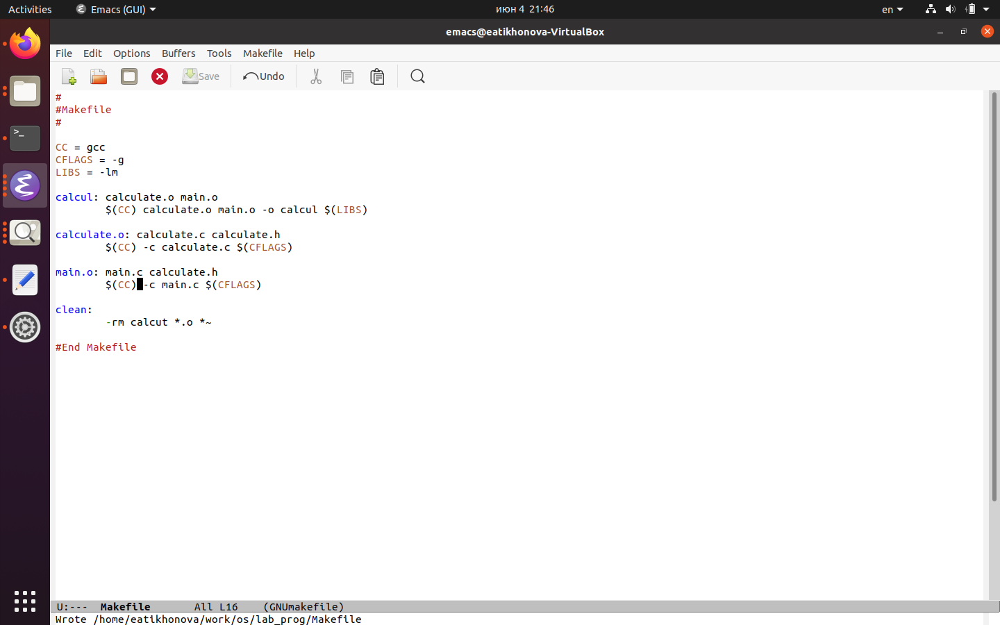 Activities Emacs (GUI) июн 4 21:46 en
emacs@eatikhonova-VirtualBox
File Edit Options Buffers Tools Makefile Help
Save Undo
#
#Makefile
#
CC = gcc
CFLAGS = -g
LIBS = -lm
calcul: calculate.o main.o
$(CC) calculate.o main.o -o calcul $(LIBS)
calculate.o: calculate.c calculate.h
$(CC) -c calculate.c $(CFLAGS)
main.o: main.c calculate.h
$(CC) -c main.c $(CFLAGS)
clean:
-rm calcut *.o *~
#End Makefile
U:--- Makefile All L16 (GNUmakefile)
Wrote /home/eatikhonova/work/os/lab_prog/Makefile